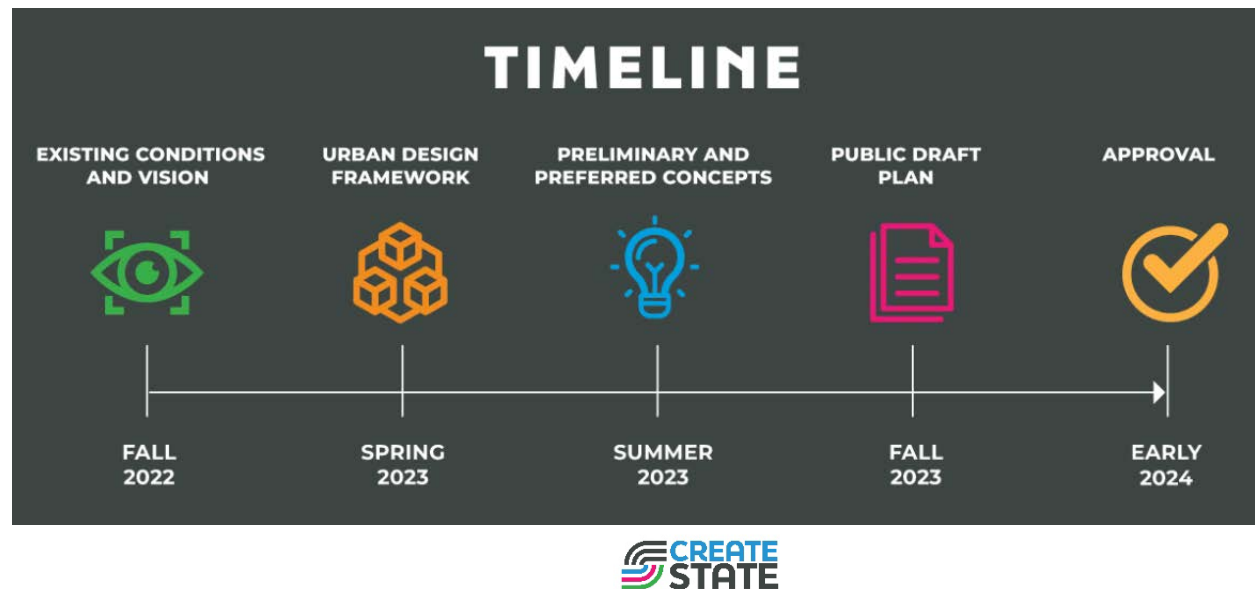 TIMELINE
EXISTING CONDITIONS
AND VISION
URBAN DESIGN
FRAMEWORK
PRELIMINARY AND
PREFERRED CONCEPTS
PUBLIC DRAFT
PLAN
APPROVAL
FALL
2022
SPRING
2023
SUMMER
2023
FALL
2023
EARLY
2024
CREATE
STATE